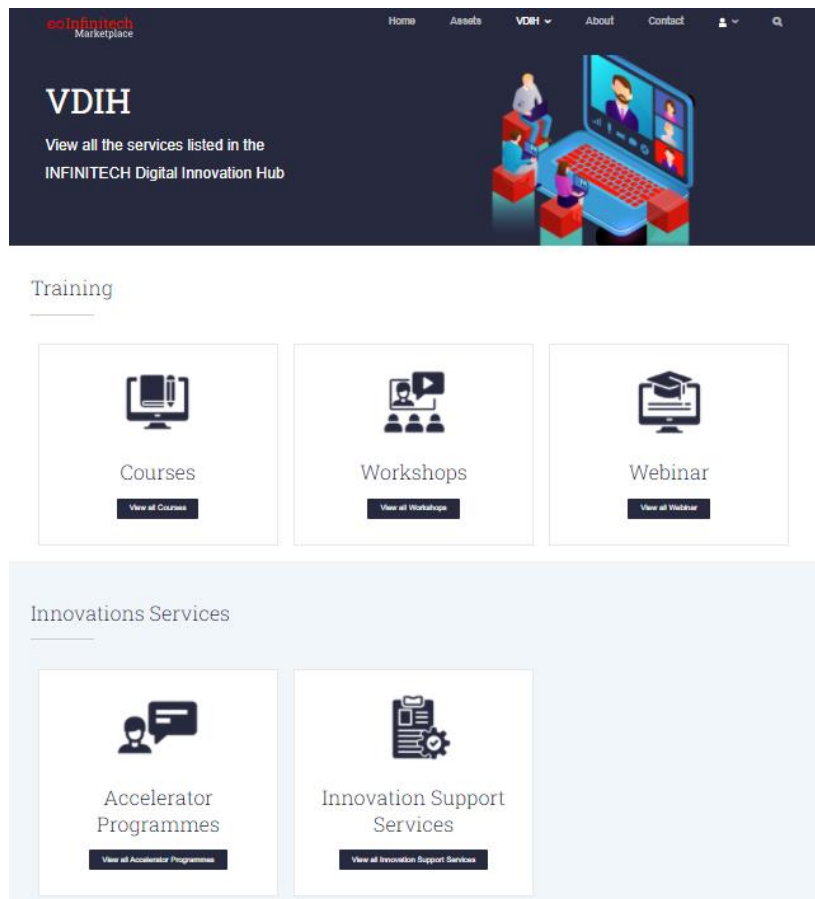 ∞Infinitech
Marketplace
Home Assets VDIH About Contact
VDIH
View all the services listed in the
INFINITECH Digital Innovation Hub
Training
Courses Workshops Webinar
View all Courses View all Workshops View all Webinar
Innovations Services
Accelerator
Programmes
Innovation Support
Services
View all Accelerator Programmes View all Innovation Support Services